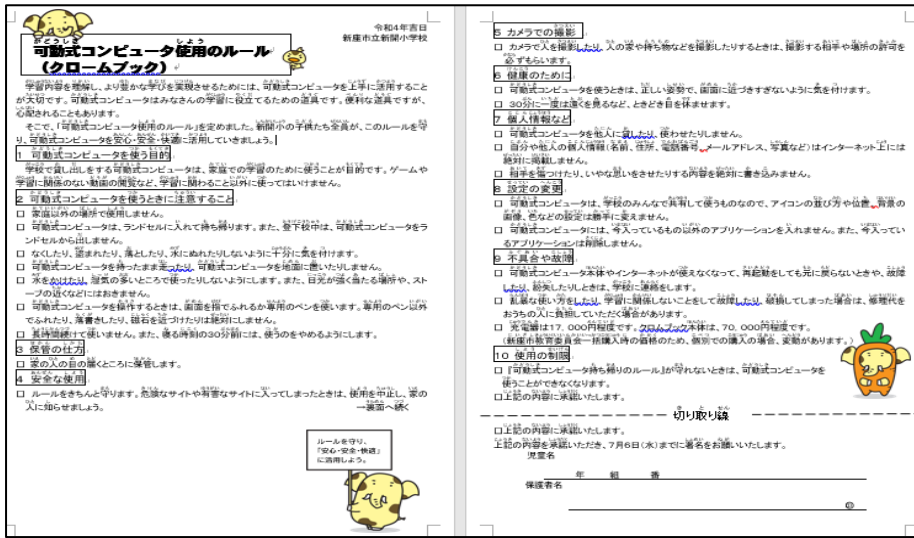 令和4年吉日
新座市立新開小学校
可動式コンピュータ使用のルール
（クロームブック）
学習内容を理解し、より豊かな学びを実現させるためには、可動式コンピュータを上手に活用すること
が大切です。可動式コンピュータはみなさんの学習に役立てるための道具です。便利な道具ですが、
心配されることもあります。
そこで、「可動式コンピュータ使用のルール」を定めました。新開小の子供たち全員が、このルールを守
り、可動式コンピュータを安心・安全・快適に活用していきましょう。
1 可動式コンピュータを使う目的
学校で貸し出しをする可動式コンピュータは、家庭での学習のために使うことが目的です。ゲームや
学習に関係のない動画の閲覧など、学習に関わること以外に使ってはいけません。
2 可動式コンピュータを使うときに注意すること
□ 家庭以外の場所で使用しません。
□ 可動式コンピュータは、ランドセルに入れて持ち帰ります。また、登下校中は、可動式コンピュータをラ
ンドセルから出しません。
□ なくしたり、盗まれたり、落としたり、水にぬれたりしないように十分に気を付けます。
□ 可動式コンピュータを持ったまま走ったり、可動式コンピュータを地面に置いたりしません。
□ 水をかけたり、湿気の多いところで使ったりしないようにします。また、日光が強く当たる場所や、スト
ーブの近くなどにはおきません。
□ 可動式コンピュータを操作するときは、画面を指でふれるか専用のペンを使います。専用のペン以外
でふれたり、落書きしたり、磁石を近づけたりは絶対にしません。
□ 長時間続けて使いません。また、寝る時刻の30分前には、使うのをやめるようにします。
3 保管の仕方
□ 家の人の目の届くところに保管します。
4 安全な使用
□ ルールをきちんと守ります。危険なサイトや有害なサイトに入ってしまったときは、使用を中止し、家の
人に知らせましょう。 →裏面へ続く
ルールを守り、
「安心・安全・快適」
に活用しよう。
5 カメラでの撮影
□ カメラで人を撮影したり、人の家や持ち物などを撮影したりするときは、撮影する相手や場所の許可を
必ずもらいます。
6 健康のために
□ 可動式コンピュータを使うときは、正しい姿勢で、画面に近づきすぎないように気を付けます。
□ 30分に一度は遠くを見るなど、ときどき目を休ませます。
7 個人情報など
□ 可動式コンピュータを他人に貸したり、使わせたりしません。
□ 自分や他人の個人情報（名前、住所、電話番号、メールアドレス、写真など）はインターネット上には
絶対に掲載しません。
□ 相手を傷つけたり、いやな思いをさせたりする内容を絶対に書き込みません。
8 設定の変更
□ 可動式コンピュータは、学校のみんなで共有して使うものなので、アイコンの並び方や位置、背景の
画像、色などの設定は勝手に変えません。
□ 可動式コンピュータには、今入っているもの以外のアプリケーションを入れません。また、今入ってい
るアプリケーションは削除しません。
9 不具合や故障
□ 可動式コンピュータ本体やインターネットが使えなくなって、再起動をしても元に戻らないときや、故障
したり、紛失したりしたときは、学校に連絡をします。
□ 乱暴な使い方をしたり、学習に関係しないことをして故障したり、破損してしまった場合は、修理代を
おうちの人に負担していただく場合があります。
□ 充電器は17,000円程度です。クロムブック本体は、70,000円程度です。
（新座市教育委員会一括購入時の価格のため、個別での購入の場合、変動があります。）
10 使用の制限
□ 『可動式コンピュータ持ち帰りのルール』が守れないときは、可動式コンピュータを
使うことができなくなります。
□上記の内容に承諾いたします。
切り取り線
□上記の内容に承諾いたします。
上記の内容を承諾いただき、7月6日（水）までに署名をお願いいたします。
児童名
年 組 番
保護者名
㊞